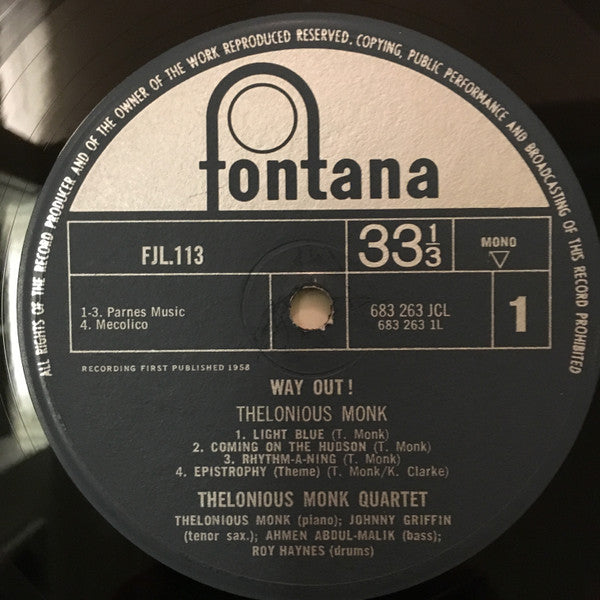 ALL RIGHTS OF THE RECORD PRODUCER AND OF THE OWNER OF THE WORK REPRODUCED RESERVED. COPYING, PUBLIC PERFORMANCE AND BROADCASTING OF THIS RECORD PROHIBITED
fontana
FJL.113
33⅓
MONO
1-3. Parnes Music
4. Mecolico
683 263 JCL
683 263 1L
1
RECORDING FIRST PUBLISHED 1958
WAY OUT!
THELONIOUS MONK
1. LIGHT BLUE (T. Monk)
2. COMING ON THE HUDSON (T. Monk)
3. RHYTHM-A-NING (T. Monk)
4. EPISTROPHY (Theme) (T. Monk/K. Clarke)
THELONIOUS MONK QUARTET
THELONIOUS MONK (piano); JOHNNY GRIFFIN
(tenor sax.); AHMEN ABDUL-MALIK (bass);
ROY HAYNES (drums)